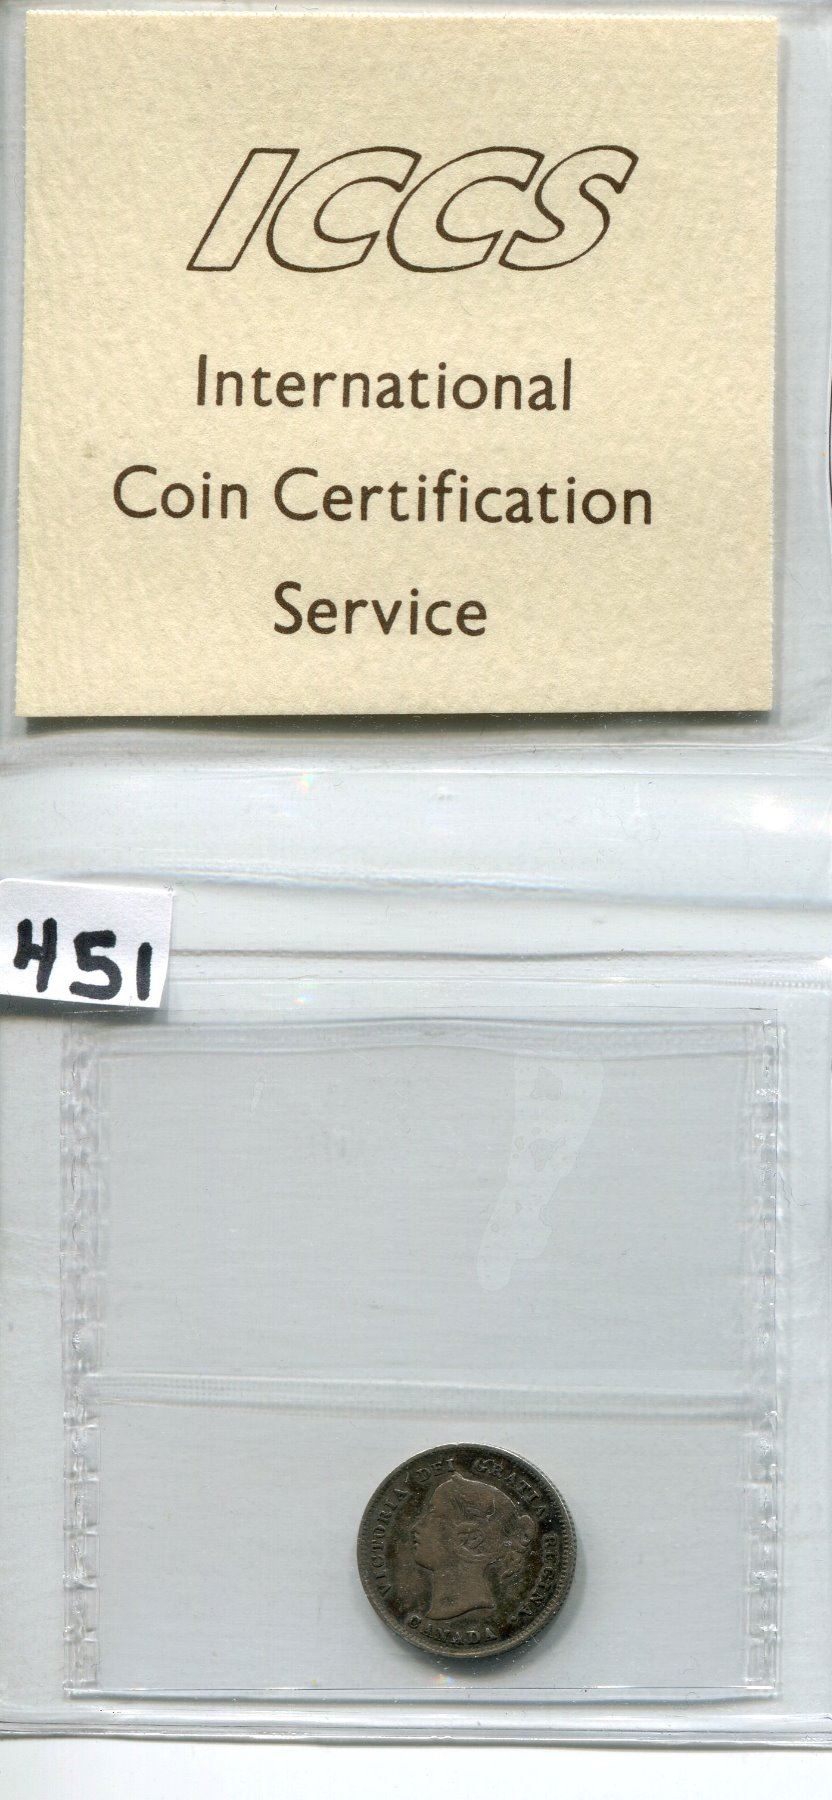 ICCS
International
Coin Certification
Service
451
VICTORIA DEI GRATIA REGINA.
CANADA